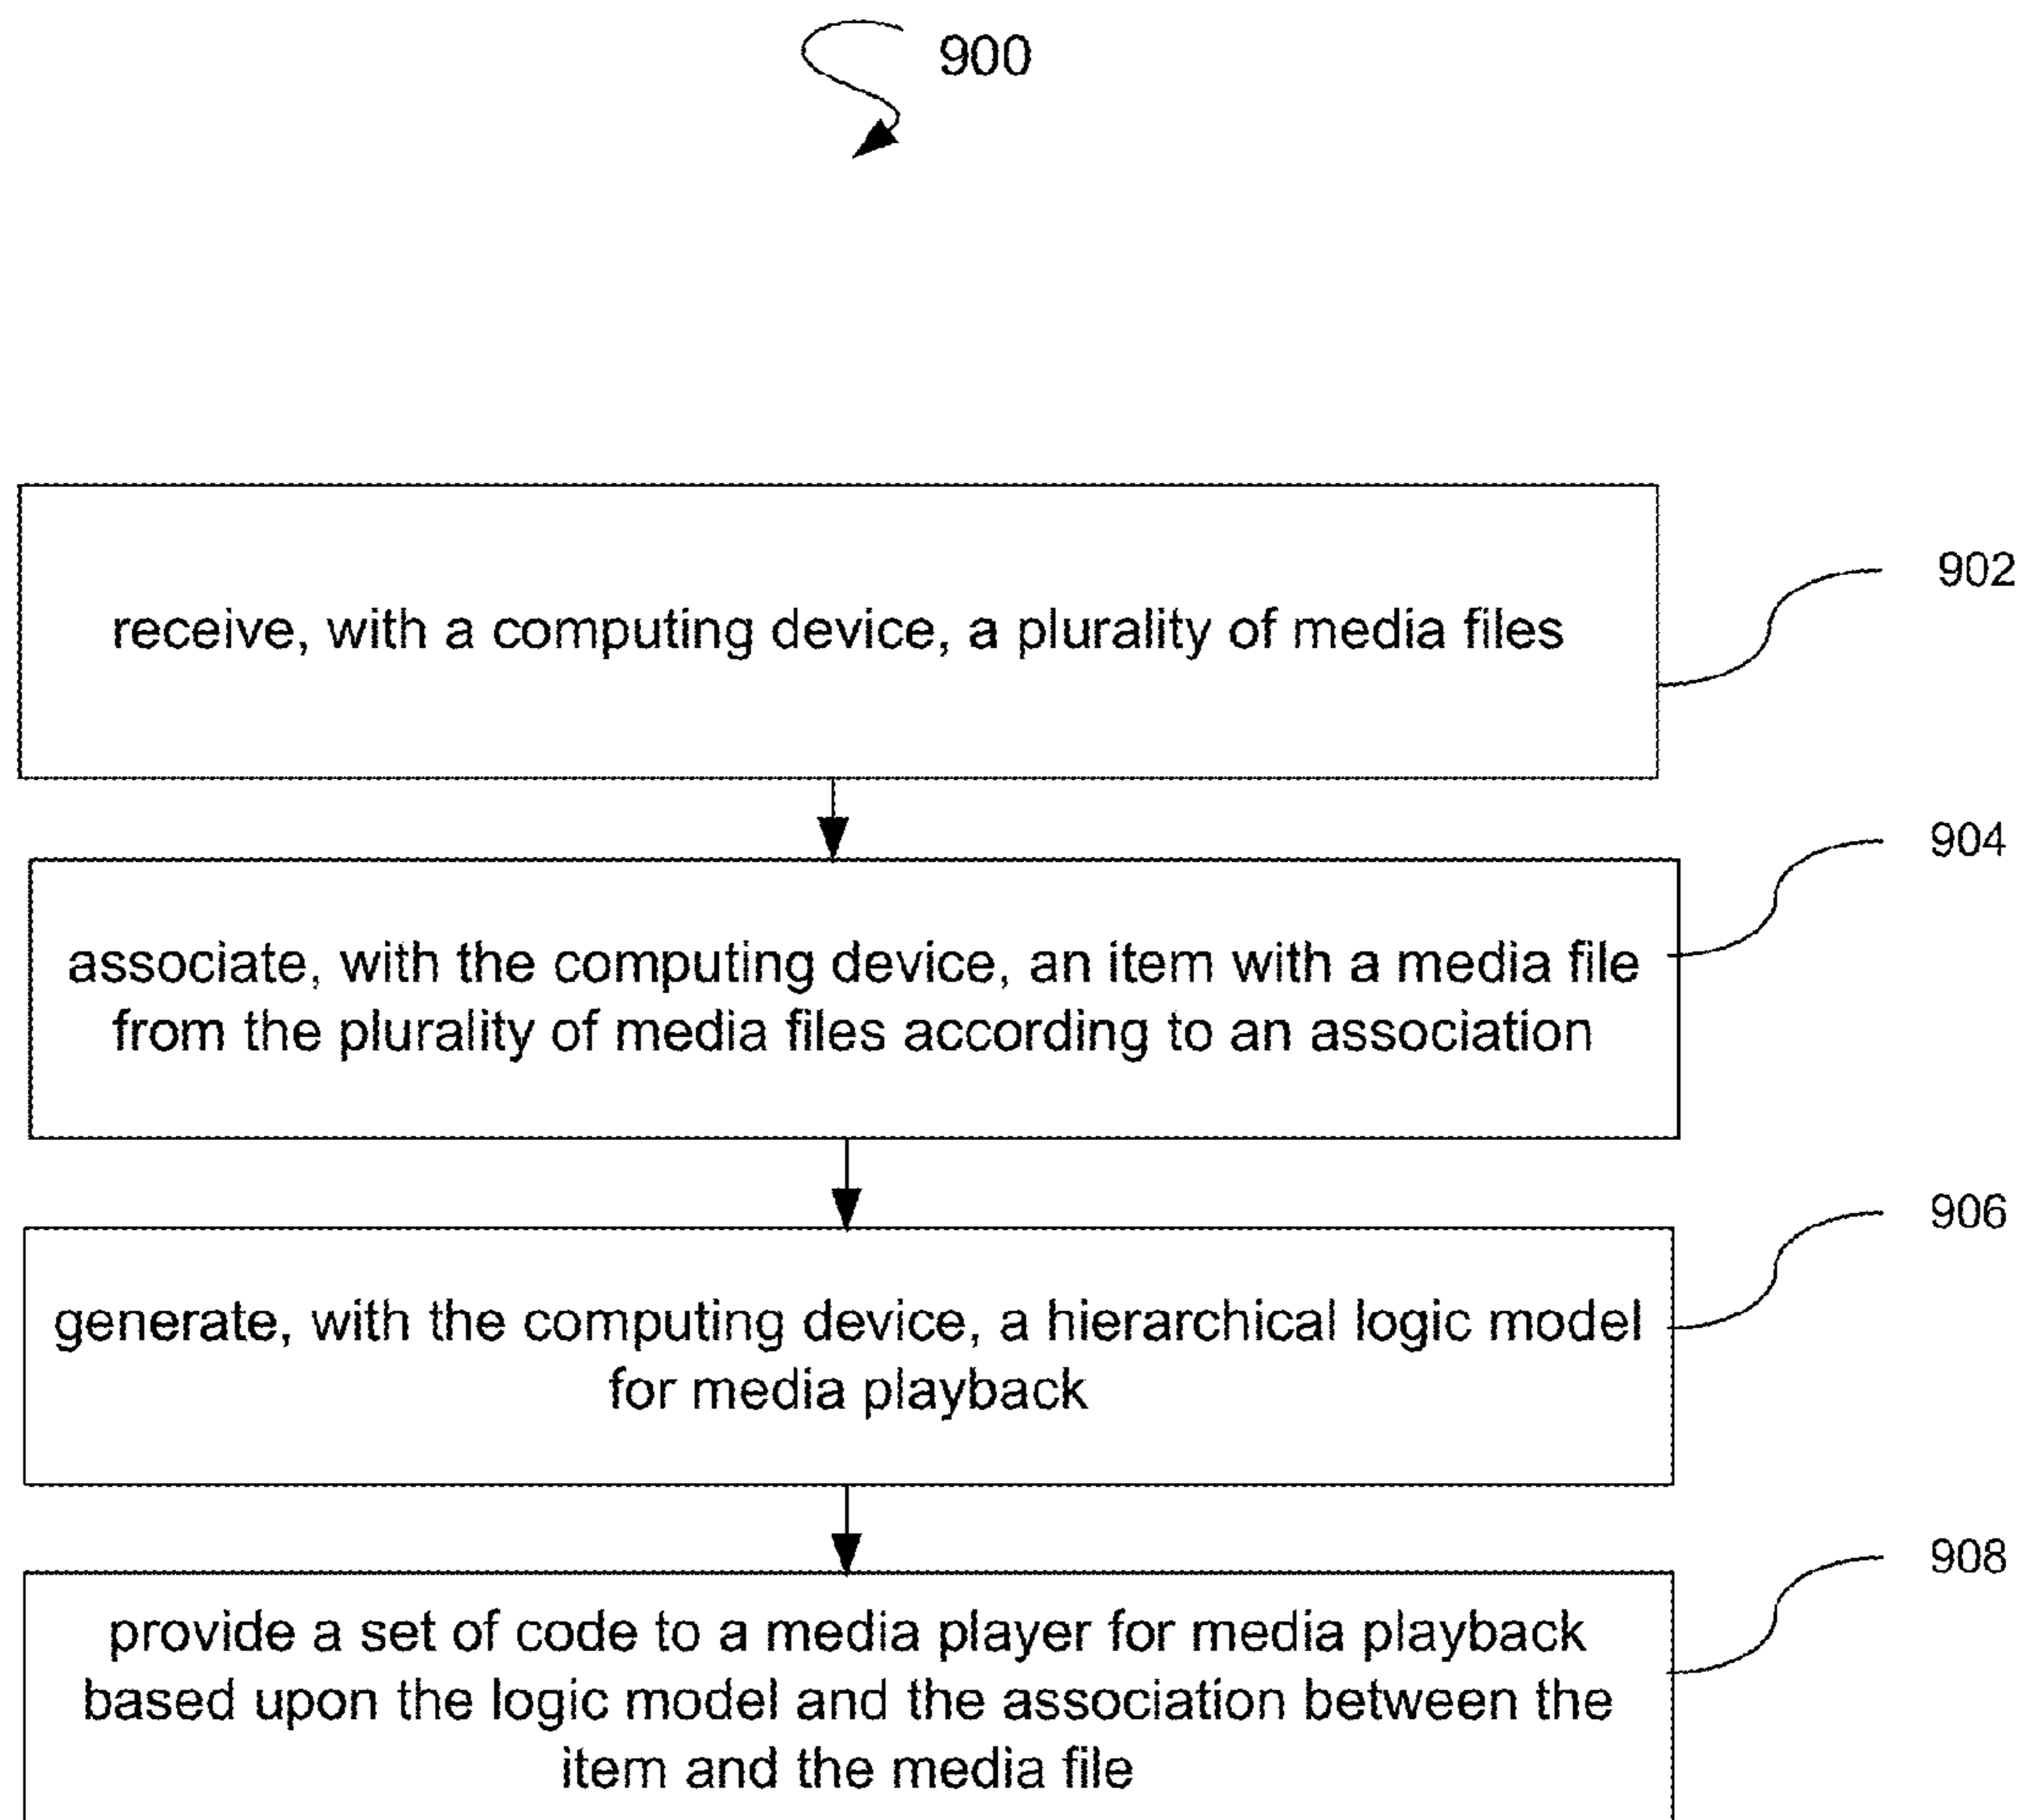 900
receive, with a computing device, a plurality of media files
902
associate, with the computing device, an item with a media file
from the plurality of media files according to an association
904
generate, with the computing device, a hierarchical logic model
for media playback
906
provide a set of code to a media player for media playback
based upon the logic model and the association between the
item and the media file
908